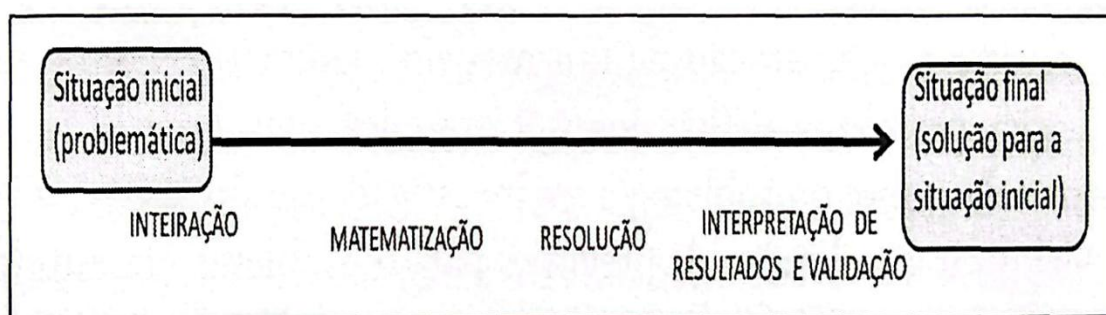 Situação inicial
(problemática)
Situação final
(solução para a
situação inicial)
INTEIRAÇÃO
MATEMATIZAÇÃO
RESOLUÇÃO
INTERPRETAÇÃO DE
RESULTADOS E VALIDAÇÃO